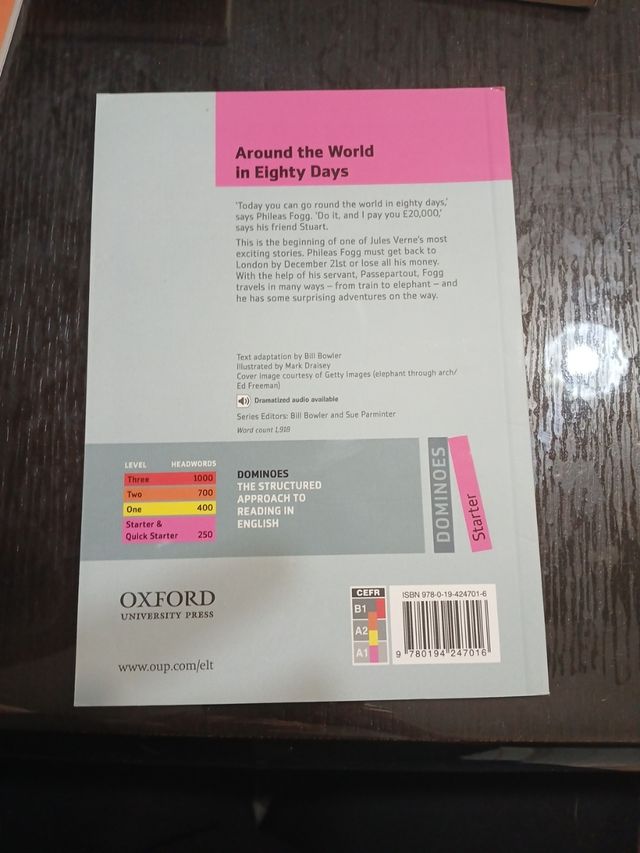 Around the World
in Eighty Days
'Today you can go round the world in eighty days,'
says Phileas Fogg. 'Do it, and I pay you £20,000,'
says his friend Stuart.
This is the beginning of one of Jules Verne's most
exciting stories. Phileas Fogg must get back to
London by December 21st or lose all his money.
With the help of his servant, Passepartout, Fogg
travels in many ways – from train to elephant – and
he has some surprising adventures on the way.
Text adaptation by Bill Bowler
Illustrated by Mark Draisey
Cover image courtesy of Getty Images (elephant through arch/
Ed Freeman)
Dramatized audio available
Series Editors: Bill Bowler and Sue Parminter
Word count 1,918
LEVEL HEADWORDS
Three 1000
Two 700
One 400
Starter &
Quick Starter 250
DOMINOES
THE STRUCTURED
APPROACH TO
READING IN
ENGLISH
DOMINOES
Starter
OXFORD
UNIVERSITY PRESS
www.oup.com/elt
CEFR
B1
A2
A1
ISBN 978-0-19-424701-6
9 780194 247016